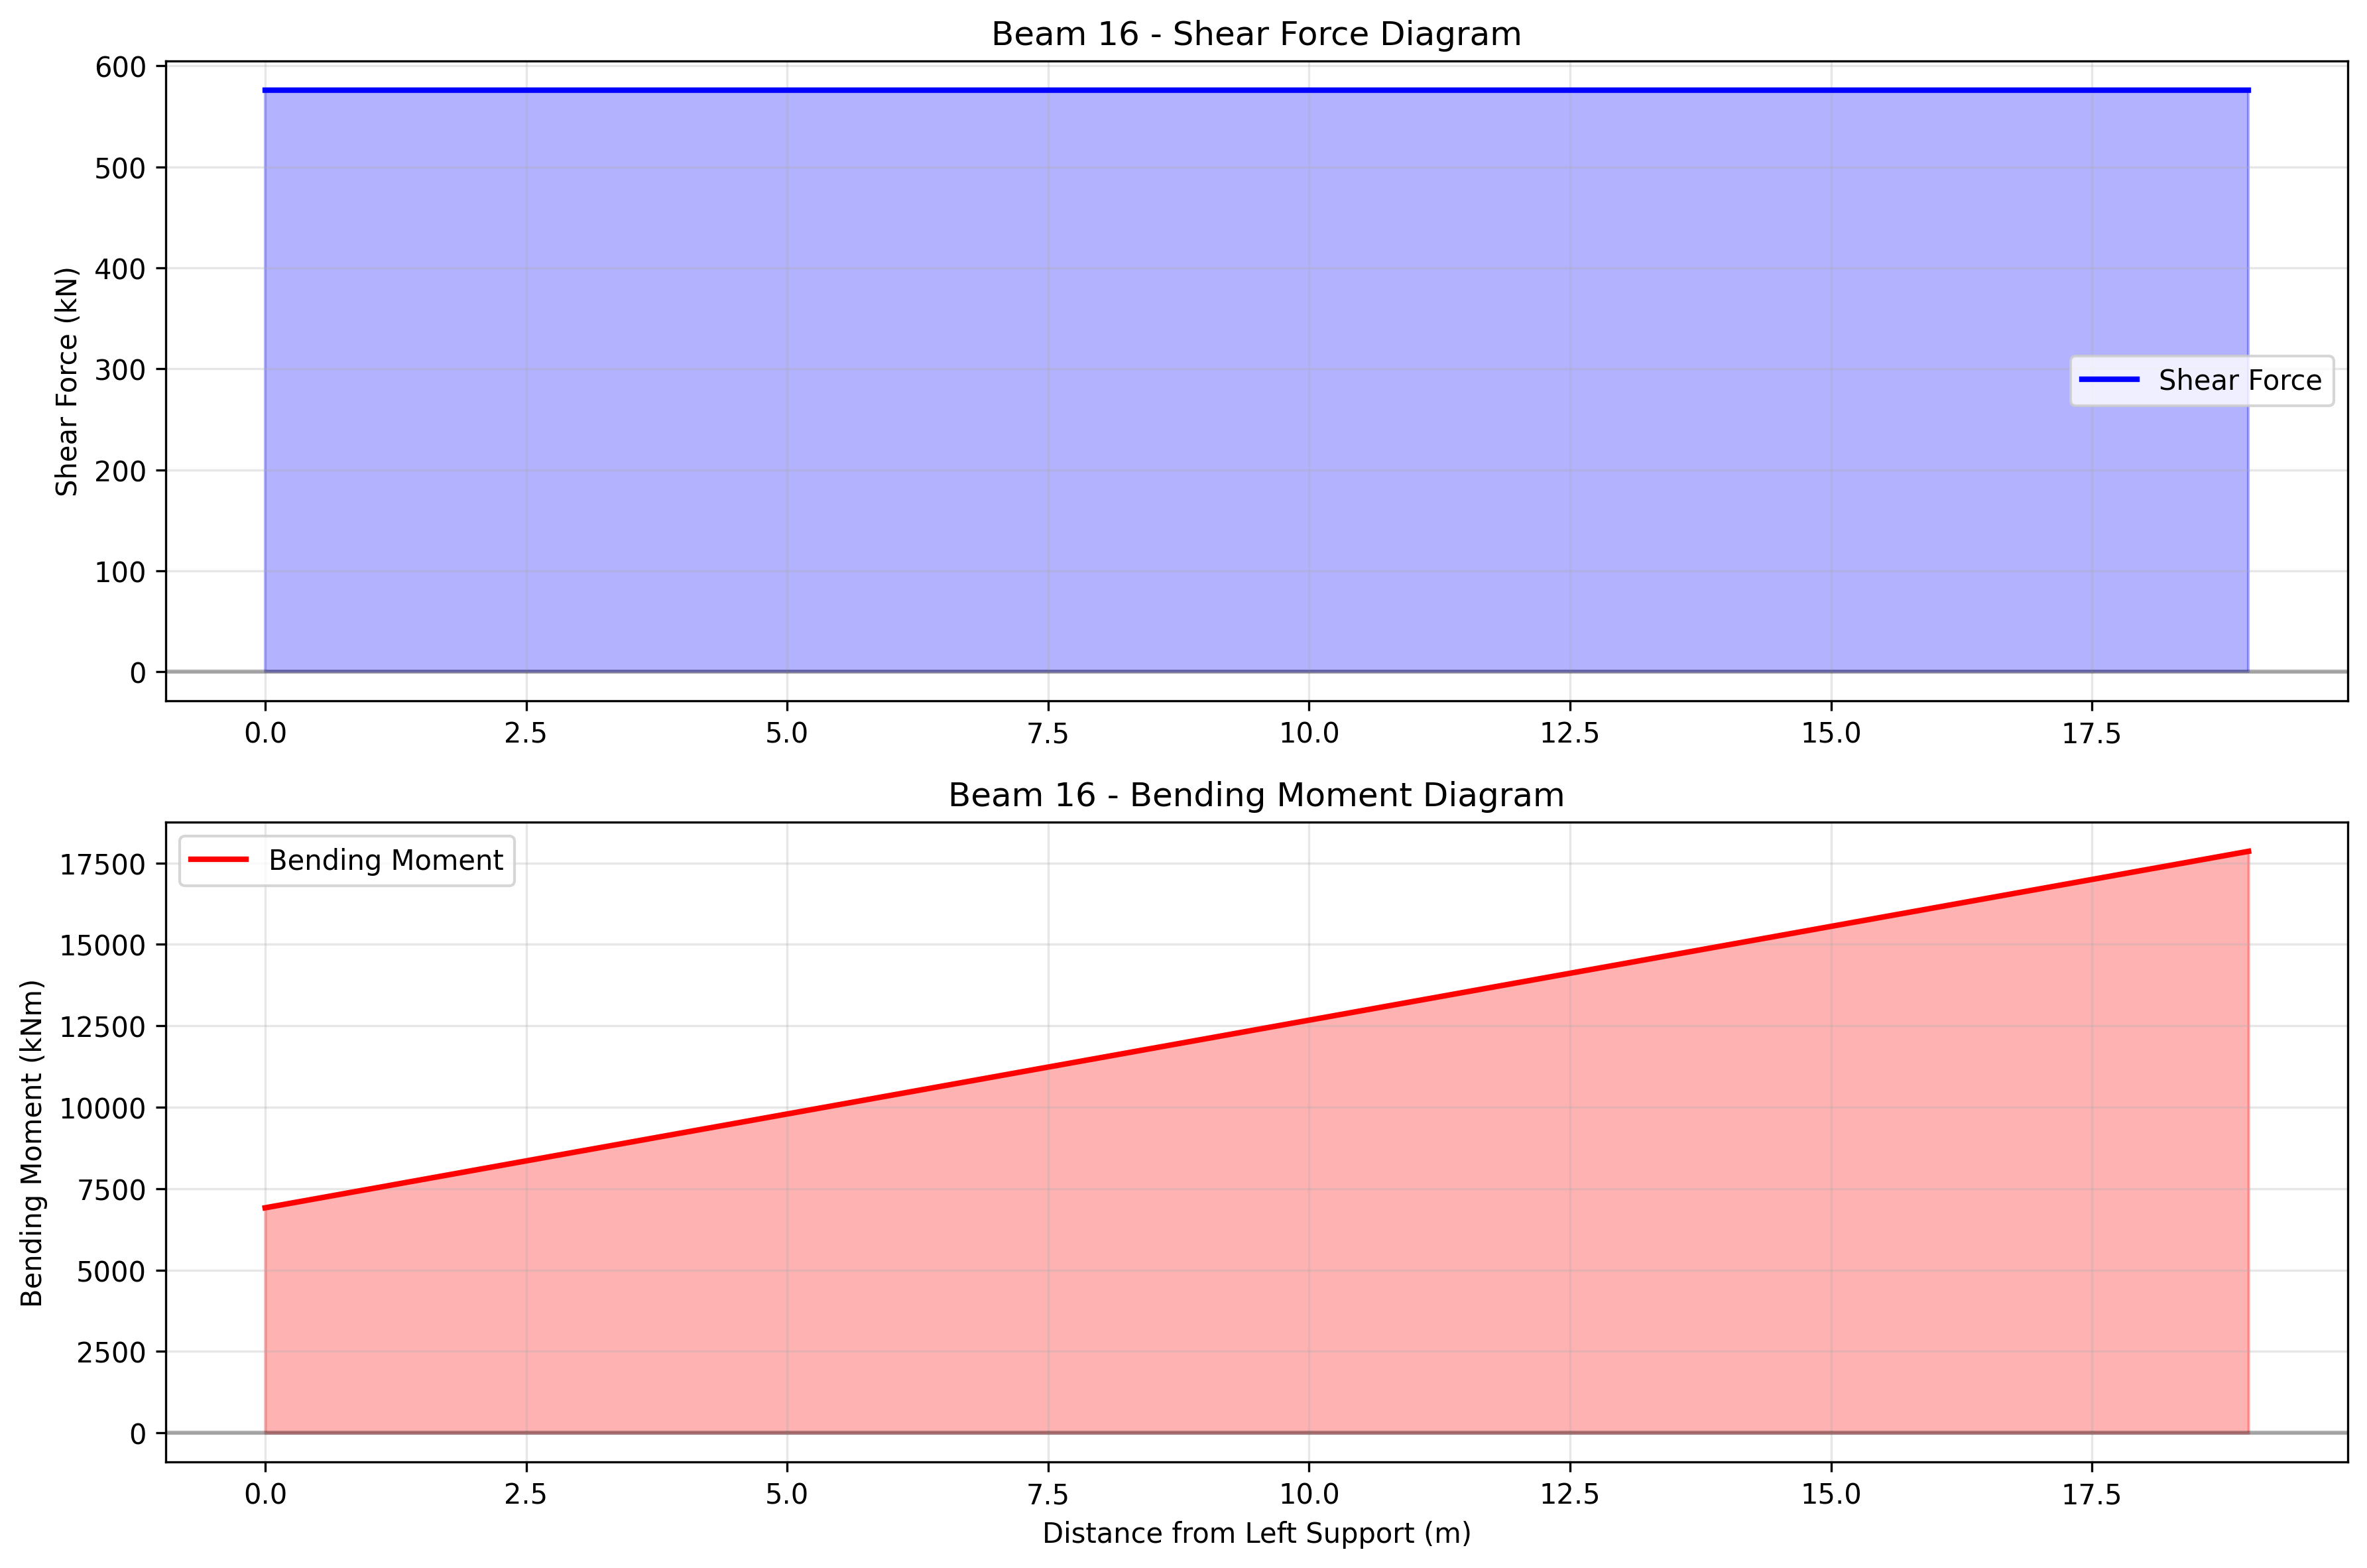 Beam 16 - Shear Force Diagram
600
500
400
300
200
100
0
Shear Force (kN)
Shear Force
0.0 2.5 5.0 7.5 10.0 12.5 15.0 17.5
Beam 16 - Bending Moment Diagram
Bending Moment
17500
15000
12500
10000
7500
5000
2500
0
Bending Moment (kNm)
0.0 2.5 5.0 7.5 10.0 12.5 15.0 17.5
Distance from Left Support (m)